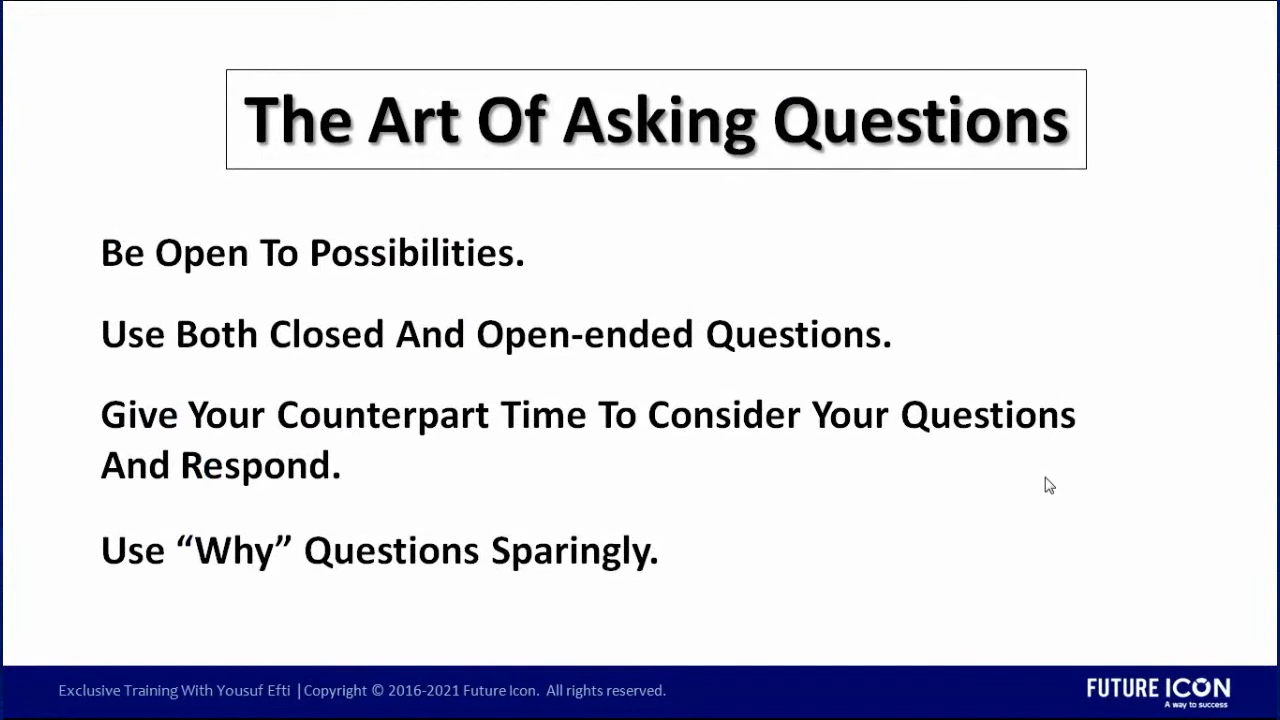 The Art Of Asking Questions
Be Open To Possibilities.
Use Both Closed And Open-ended Questions.
Give Your Counterpart Time To Consider Your Questions
And Respond.
Use “Why” Questions Sparingly.
Exclusive Training With Yousuf Efti |Copyright © 2016-2021 Future Icon. All rights reserved.
FUTURE ICON
A way to success